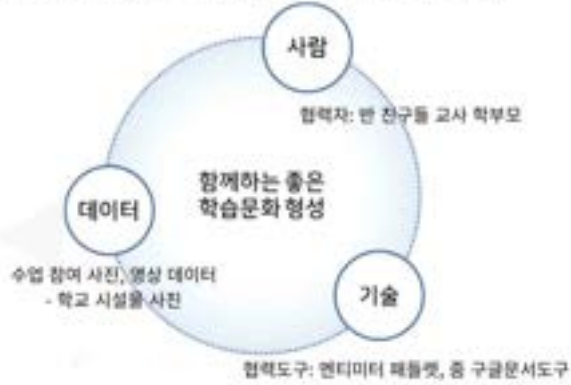 사람
협력자: 반 친구들 교사 학부모
함께하는 좋은
학습문화 형성
데이터
수업 참여 사진, 영상 데이터
- 학교 시설물 사진
기술
협력도구: 멘티미터 패들렛, 줌 구글문서도구